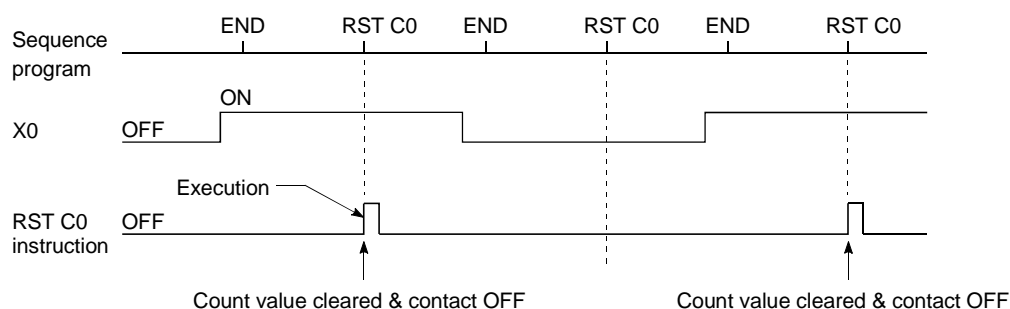 END RST C0 END RST C0 END RST C0
Sequence
program
ON
X0 OFF
Execution
RST C0 OFF
instruction
Count value cleared & contact OFF Count value cleared & contact OFF